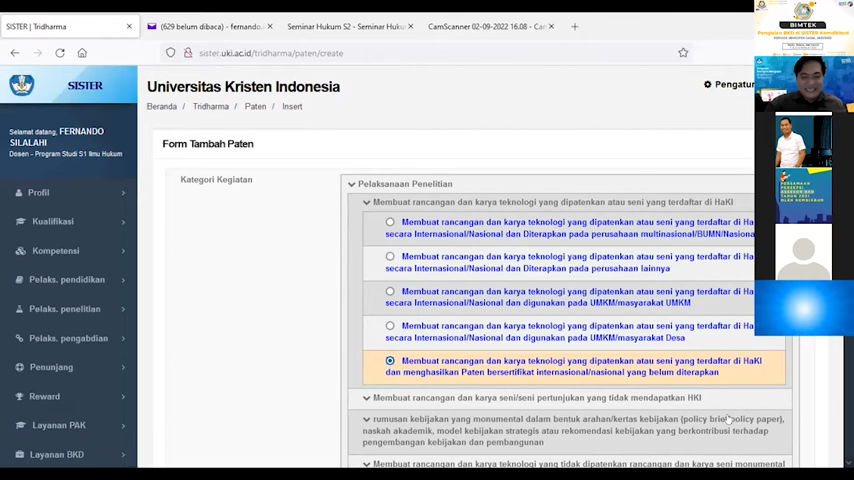 SISTER | Tridharma
(629 belum dibaca) - fernando.
Seminar Hukum S2 - Seminar Huku
CamScanner 02-09-2022 16.08 - Ca
sister.uki.ac.id/tridharma/paten/create
BIMTEK
Pengisian BKD di SISTER Kemdikbud
SISTER
Universitas Kristen Indonesia
Pengatu
Beranda / Tridharma / Paten / Insert
Selamat datang, FERNANDO
SILALAHI
Dosen - Program Studi S1 Ilmu Hukum
Form Tambah Paten
Kategori Kegiatan
Pelaksanaan Penelitian
Membuat rancangan dan karya teknologi yang dipatenkan atau seni yang terdaftar di HaKI
Membuat rancangan dan karya teknologi yang dipatenkan atau seni yang terdaftar di Ha
secara Internasional/Nasional dan Diterapkan pada perusahaan multinasional/BUMN/Nasiona
Membuat rancangan dan karya teknologi yang dipatenkan atau seni yang terdaftar di Ha
secara Internasional/Nasional dan Diterapkan pada perusahaan lainnya
Membuat rancangan dan karya teknologi yang dipatenkan atau seni yang terdaftar di Ha
secara Internasional/Nasional dan digunakan pada UMKM/masyarakat UMKM
Membuat rancangan dan karya teknologi yang dipatenkan atau seni yang terdaftar di Ha
secara Internasional/Nasional dan digunakan pada UMKM/masyarakat Desa
Membuat rancangan dan karya teknologi yang dipatenkan atau seni yang terdaftar di HaKI
dan menghasilkan Paten bersertifikat internasional/nasional yang belum diterapkan
Membuat rancangan dan karya seni/seni pertunjukan yang tidak mendapatkan HKI
rumusan kebijakan yang monumental dalam bentuk arahan/kertas kebijakan (policy brief/policy paper),
naskah akademik, model kebijakan strategis atau rekomendasi kebijakan yang berkontribusi terhadap
pengembangan kebijakan dan pembangunan
Membuat rancangan dan karya teknologi yang tidak dipatenkan rancangan dan karya seni monumental
Profil
Kualifikasi
Kompetensi
Pelaks. pendidikan
Pelaks. penelitian
Pelaks. pengabdian
Penunjang
Reward
Layanan PAK
Layanan BKD
PERSAMAAN
PERSEPSI